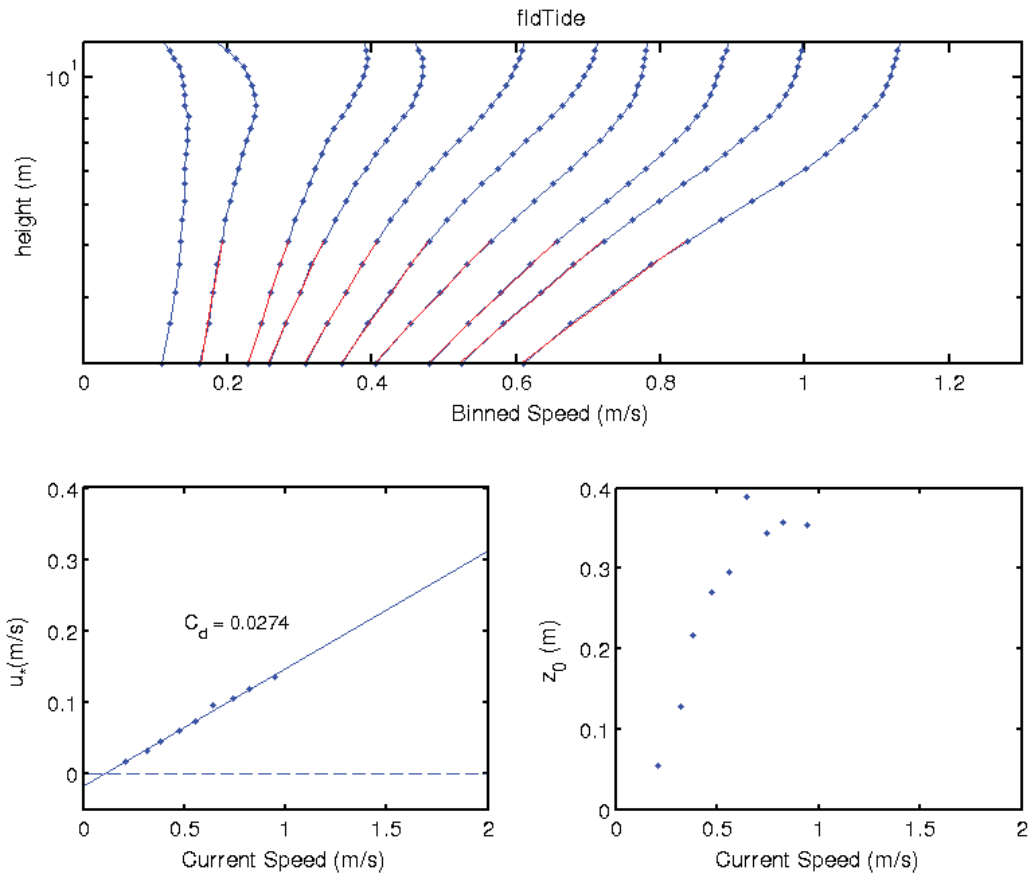 fldTide
10¹
height (m)
0 0.2 0.4 0.6 0.8 1 1.2
Binned Speed (m/s)
0.4
0.3
0.2
0.1
0
u*(m/s)
C_d = 0.0274
0 0.5 1 1.5 2
Current Speed (m/s)
0.4
0.3
0.2
0.1
0
z_0 (m)
0 0.5 1 1.5 2
Current Speed (m/s)